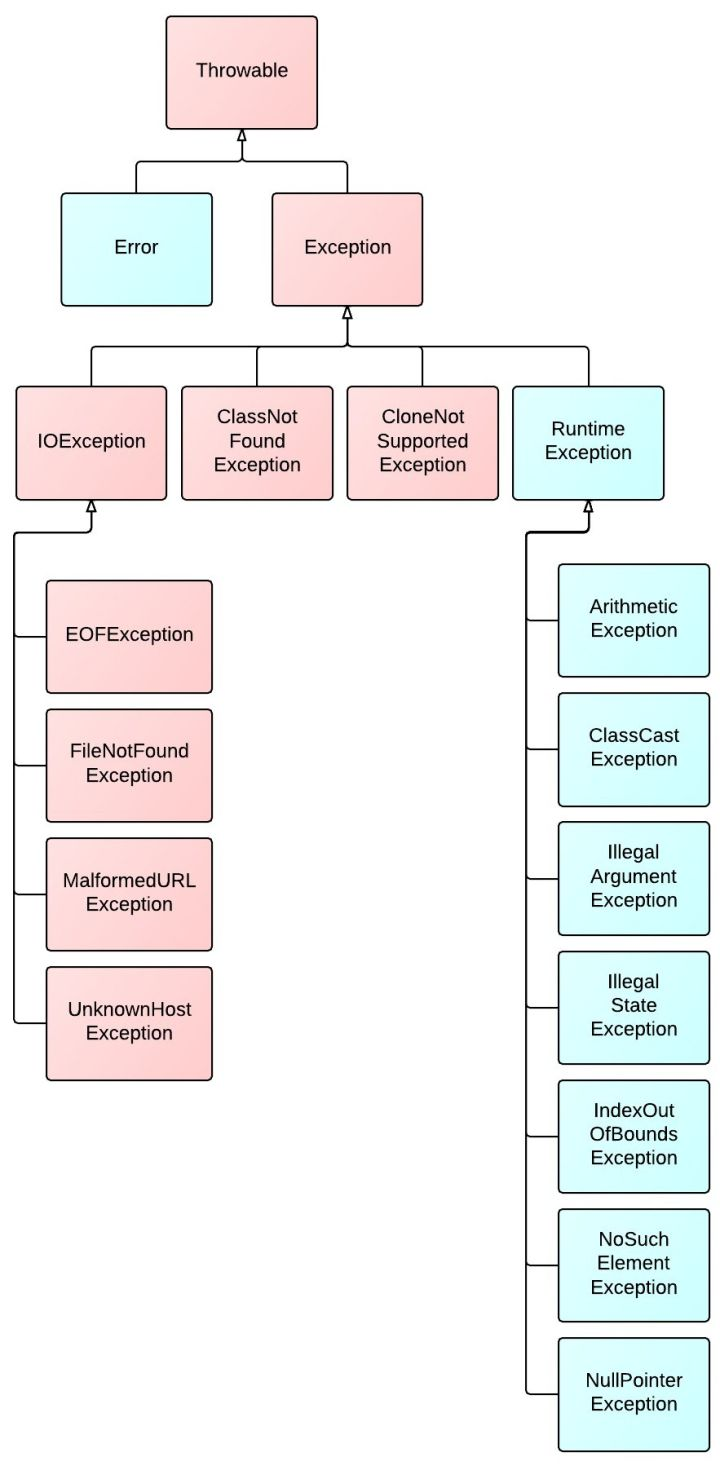 Throwable
Error
Exception
IOException
ClassNot
Found
Exception
CloneNot
Supported
Exception
Runtime
Exception
EOFException
FileNotFound
Exception
MalformedURL
Exception
UnknownHost
Exception
Arithmetic
Exception
ClassCast
Exception
Illegal
Argument
Exception
Illegal
State
Exception
IndexOut
OfBounds
Exception
NoSuch
Element
Exception
NullPointer
Exception